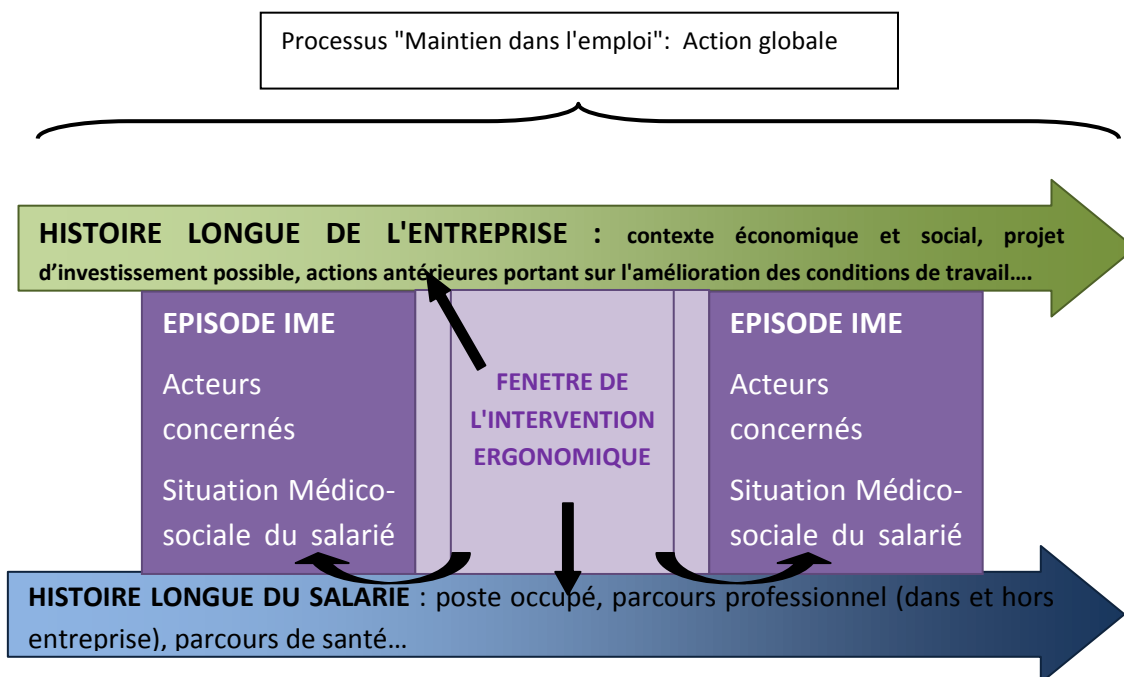 Processus "Maintien dans l'emploi": Action globale
HISTOIRE LONGUE DE L'ENTREPRISE : contexte économique et social, projet
d’investissement possible, actions antérieures portant sur l'amélioration des conditions de travail….
EPISODE IME
Acteurs
concernés
Situation Médico-
sociale du salarié
FENETRE DE
L'INTERVENTION
ERGONOMIQUE
EPISODE IME
Acteurs
concernés
Situation Médico-
sociale du salarié
HISTOIRE LONGUE DU SALARIE : poste occupé, parcours professionnel (dans et hors
entreprise), parcours de santé…